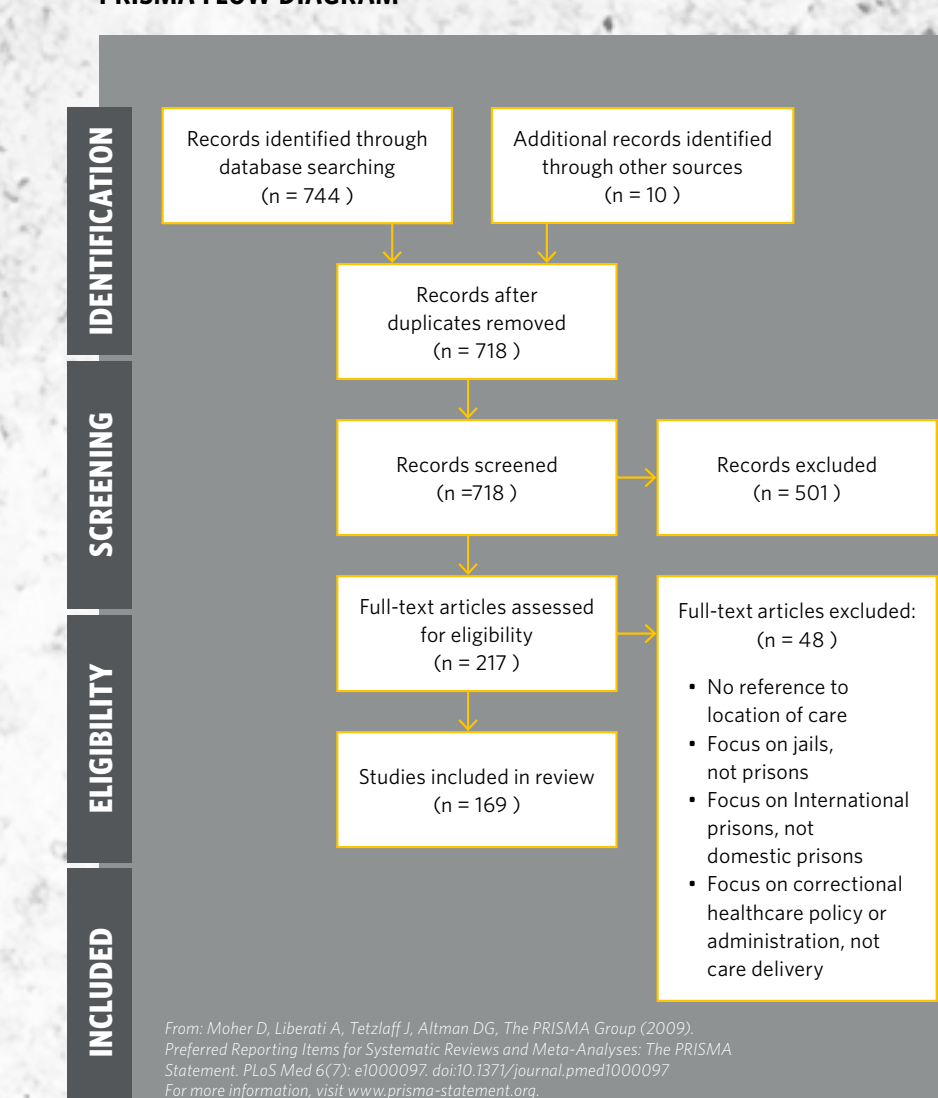 PRISMA FLOW DIAGRAM
IDENTIFICATION
Records identified through
database searching
(n = 744 )
Additional records identified
through other sources
(n = 10 )
Records after
duplicates removed
(n = 718 )
SCREENING
Records screened
(n =718 )
Records excluded
(n = 501 )
ELIGIBILITY
Full-text articles assessed
for eligibility
(n = 217 )
Full-text articles excluded:
(n = 48 )
• No reference to
location of care
• Focus on jails,
not prisons
• Focus on International
prisons, not
domestic prisons
• Focus on correctional
healthcare policy or
administration, not
care delivery
Studies included in review
(n = 169 )
INCLUDED
From: Moher D, Liberati A, Tetzlaff J, Altman DG, The PRISMA Group (2009).
Preferred Reporting Items for Systematic Reviews and Meta-Analyses: The PRISMA
Statement. PLoS Med 6(7): e1000097. doi:10.1371/journal.pmed1000097
For more information, visit www.prisma-statement.org.